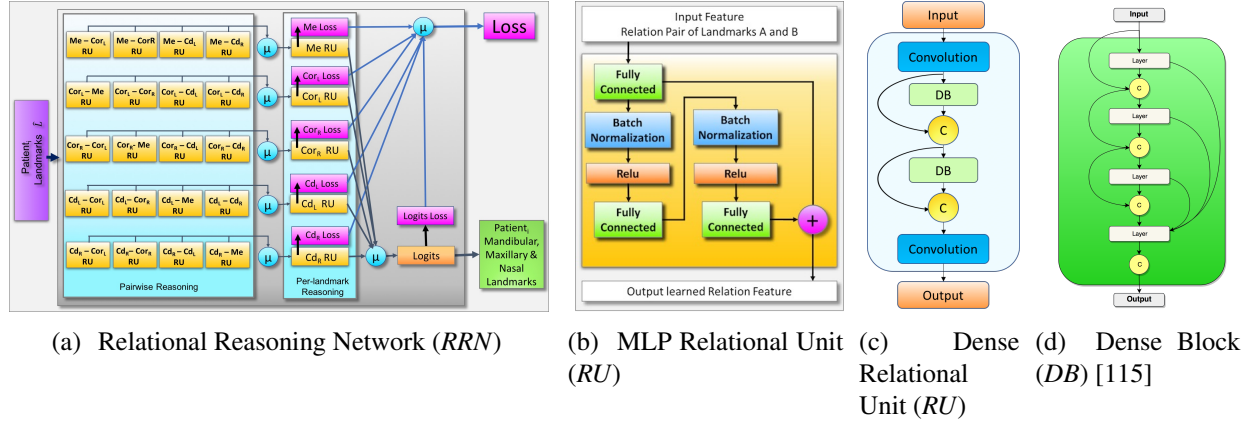 Patient, Landmarks L̂
Me – Cor_L RU
Me – CorR RU
Me – Cd_L RU
Me – Cd_R RU
μ
Me Loss
Me RU
Cor_L – Me RU
Cor_L – Cor_R RU
Cor_L – Cd_L RU
Cor_L – Cd_R RU
μ
Cor_L Loss
Cor_L RU
Cor_R – Cor_L RU
Cor_R- Me RU
Cor_R – Cd_L RU
Cor_R – Cd_R RU
μ
Cor_R Loss
Cor_R RU
Cd_L – Cor_L RU
Cd_L – Cor_R RU
Cd_L – Me RU
Cd_L – Cd_R RU
μ
Cd_L Loss
Cd_L RU
Cd_R – Cor_L RU
Cd_R – Cor_R RU
Cd_R – Cd_L RU
Cd_R – Me RU
μ
Cd_R Loss
Cd_R RU
Pairwise Reasoning
Per-landmark
Reasoning
μ
Loss
μ
Logits Loss
Logits
Patient_i
Mandibular,
Maxillary &
Nasal
Landmarks
(a) Relational Reasoning Network (RRN)
Input Feature
Relation Pair of Landmarks A and B
Fully
Connected
Batch
Normalization
Relu
Fully
Connected
Batch
Normalization
Relu
Fully
Connected
+
Output learned Relation Feature
(b) MLP Relational Unit
(RU)
Input
Convolution
DB
C
DB
C
Convolution
Output
(c) Dense
Relational
Unit (RU)
Input
Layer
C
Layer
C
Layer
C
Layer
C
Output
(d) Dense Block
(DB) [115]